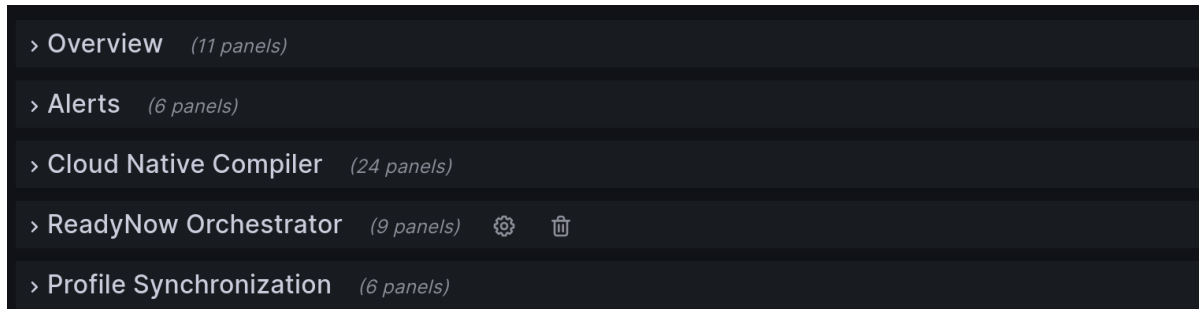 Overview (11 panels)
Alerts (6 panels)
Cloud Native Compiler (24 panels)
ReadyNow Orchestrator (9 panels)
Profile Synchronization (6 panels)